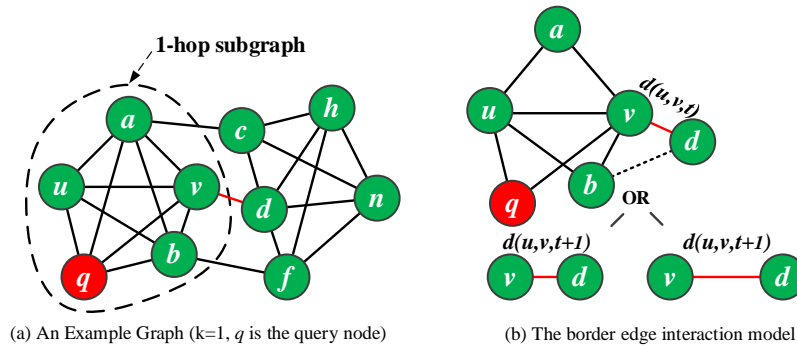 1-hop subgraph
a
c
h
u
v
d
n
b
q
f
(a) An Example Graph (k=1, q is the query node)
a
u
v
d(u,v,t)
d
b
q
OR
d(u,v,t+1)
d(u,v,t+1)
v
d
v
d
(b) The border edge interaction model